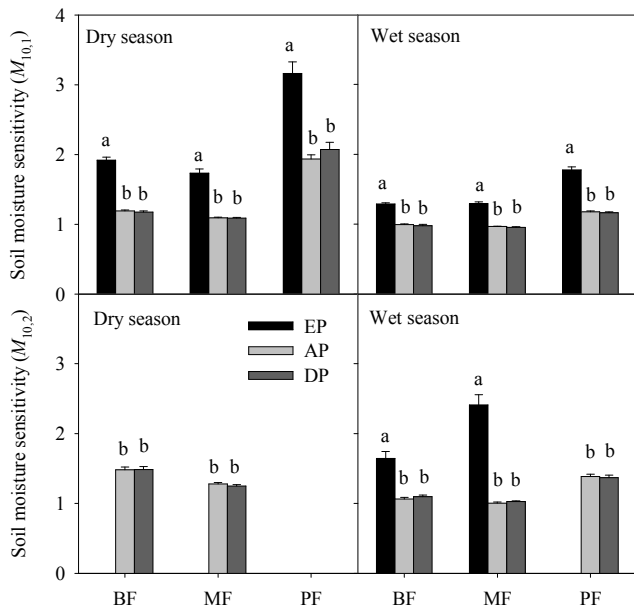 Soil moisture sensitivity (M10,1)
4
3
2
1
0
Dry season
a
b b
a
b b
a
b b
Wet season
a
b b
a
b b
a
b b
Soil moisture sensitivity (M10,2)
3
2
1
0
Dry season
EP
AP
DP
b b
b b
Wet season
a
b b
a
b b
b b
BF MF PF BF MF PF